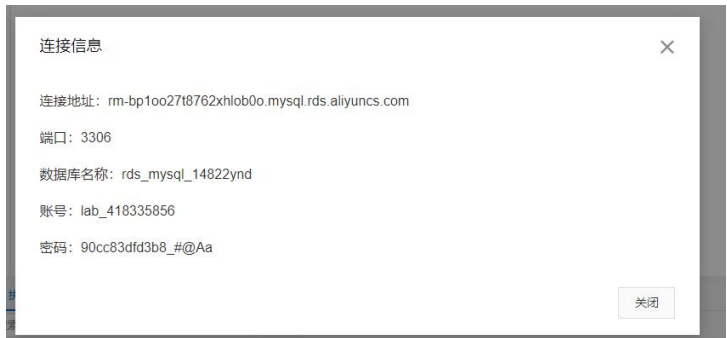 连接信息
连接地址：rm-bp1oo27t8762xhlob0o.mysql.rds.aliyuncs.com
端口：3306
数据库名称：rds_mysql_14822ynd
账号：lab_418335856
密码：90cc83dfd3b8_#@Aa
关闭